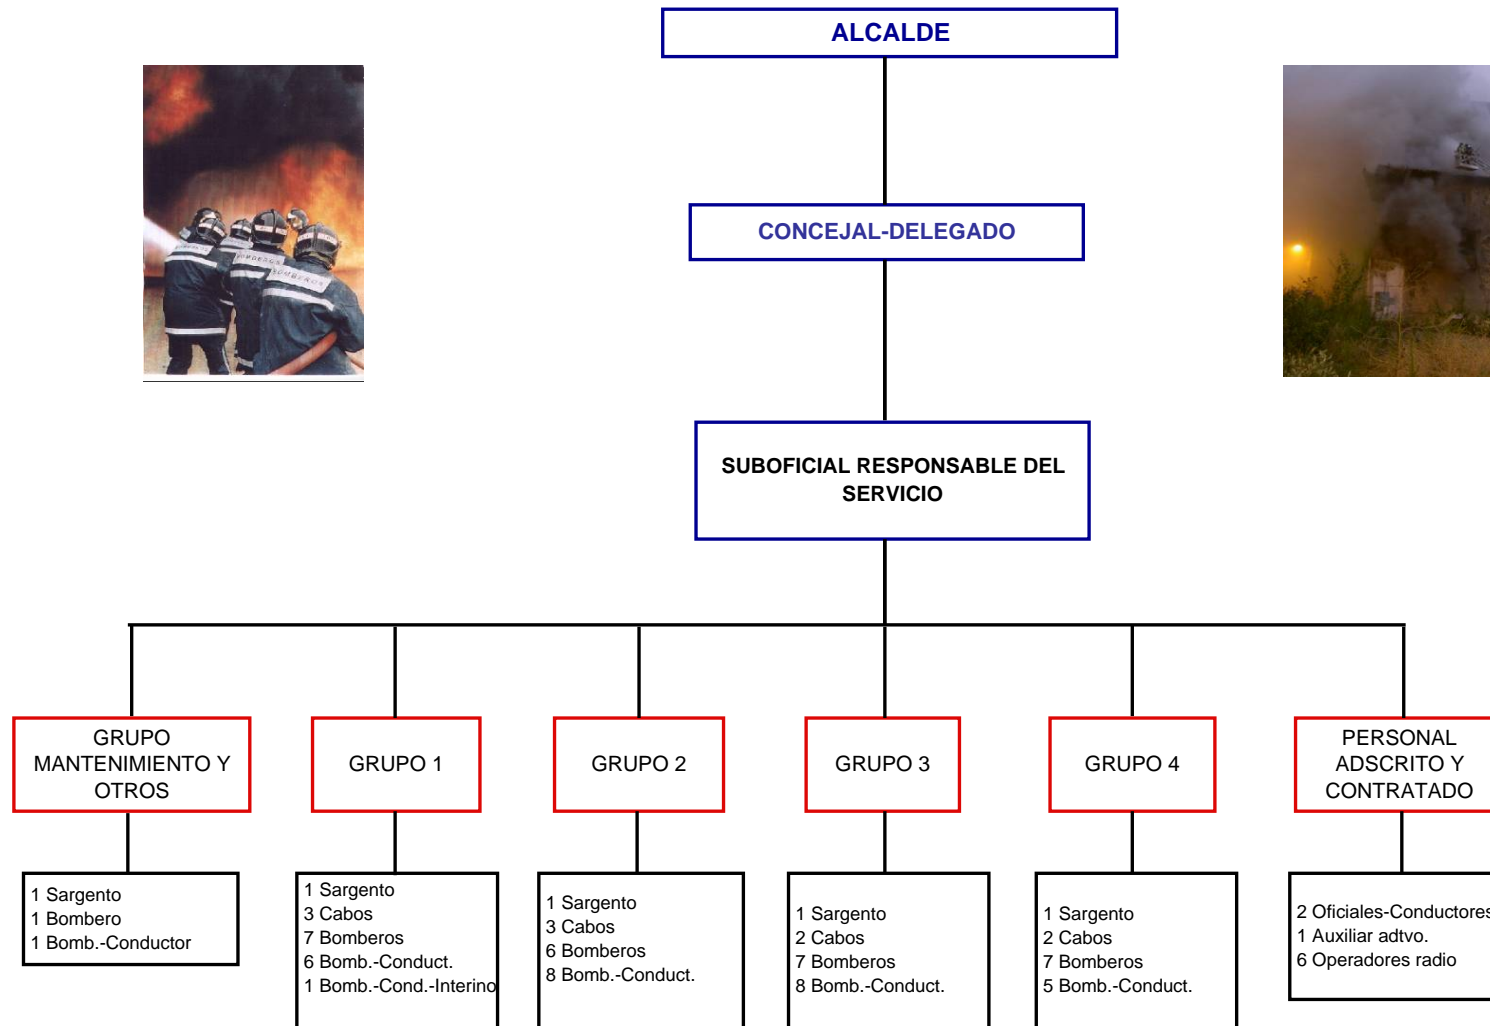 ALCALDE
CONCEJAL-DELEGADO
BOMBEROS
BOMBEROS
SUBOFICIAL RESPONSABLE DEL
SERVICIO
GRUPO
MANTENIMIENTO Y
OTROS
GRUPO 1
GRUPO 2
GRUPO 3
GRUPO 4
PERSONAL
ADSCRITO Y
CONTRATADO
1 Sargento
1 Bombero
1 Bomb.-Conductor
1 Sargento
3 Cabos
7 Bomberos
6 Bomb.-Conduct.
1 Bomb.-Cond.-Interino
1 Sargento
3 Cabos
6 Bomberos
8 Bomb.-Conduct.
1 Sargento
2 Cabos
7 Bomberos
8 Bomb.-Conduct.
1 Sargento
2 Cabos
7 Bomberos
5 Bomb.-Conduct.
2 Oficiales-Conductores
1 Auxiliar adtvo.
6 Operadores radio